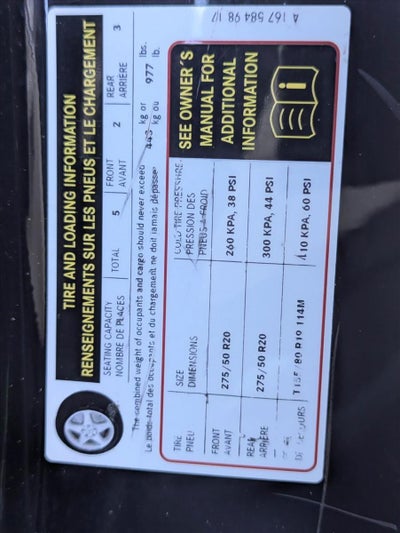 TIRE AND LOADING INFORMATION
RENSEIGNEMENTS SUR LES PNEUS ET LE CHARGEMENT
SEATING CAPACITY TOTAL 5 FRONT 2 REAR 3
NOMBRE DE PLACES AVANT ARRIERE
The combined weight of occupants and cargo should never exceed 443 kg or 977 lbs.
Le poids total des occupants et du chargement ne doit jamais dépasser kg ou lb.
TIRE SIZE COLD TIRE PRESSURE
PNEU DIMENSIONS PRESSION DES
PNEUS A FROID
FRONT 275/50 R20 260 KPA, 38 PSI
AVANT
REAR 275/50 R20 300 KPA, 44 PSI
ARRIÈRE
80 R19 114M 410 KPA, 60 PSI
SEE OWNER´S
MANUAL FOR
ADDITIONAL
INFORMATION
A 167 584 98 17